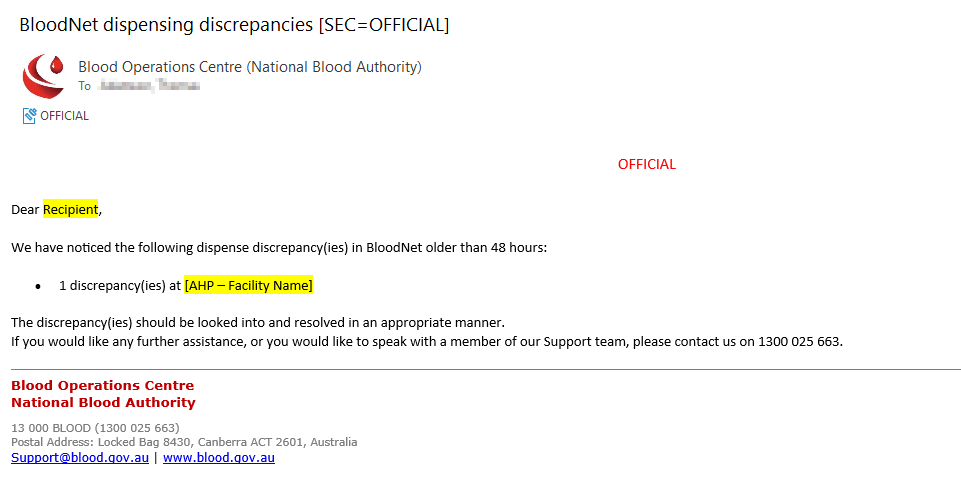 BloodNet dispensing discrepancies [SEC=OFFICIAL]
Blood Operations Centre (National Blood Authority)
To
OFFICIAL
OFFICIAL
Dear Recipient,
We have noticed the following dispense discrepancy(ies) in BloodNet older than 48 hours:
• 1 discrepancy(ies) at [AHP – Facility Name]
The discrepancy(ies) should be looked into and resolved in an appropriate manner.
If you would like any further assistance, or you would like to speak with a member of our Support team, please contact us on 1300 025 663.
Blood Operations Centre
National Blood Authority
13 000 BLOOD (1300 025 663)
Postal Address: Locked Bag 8430, Canberra ACT 2601, Australia
Support@blood.gov.au | www.blood.gov.au